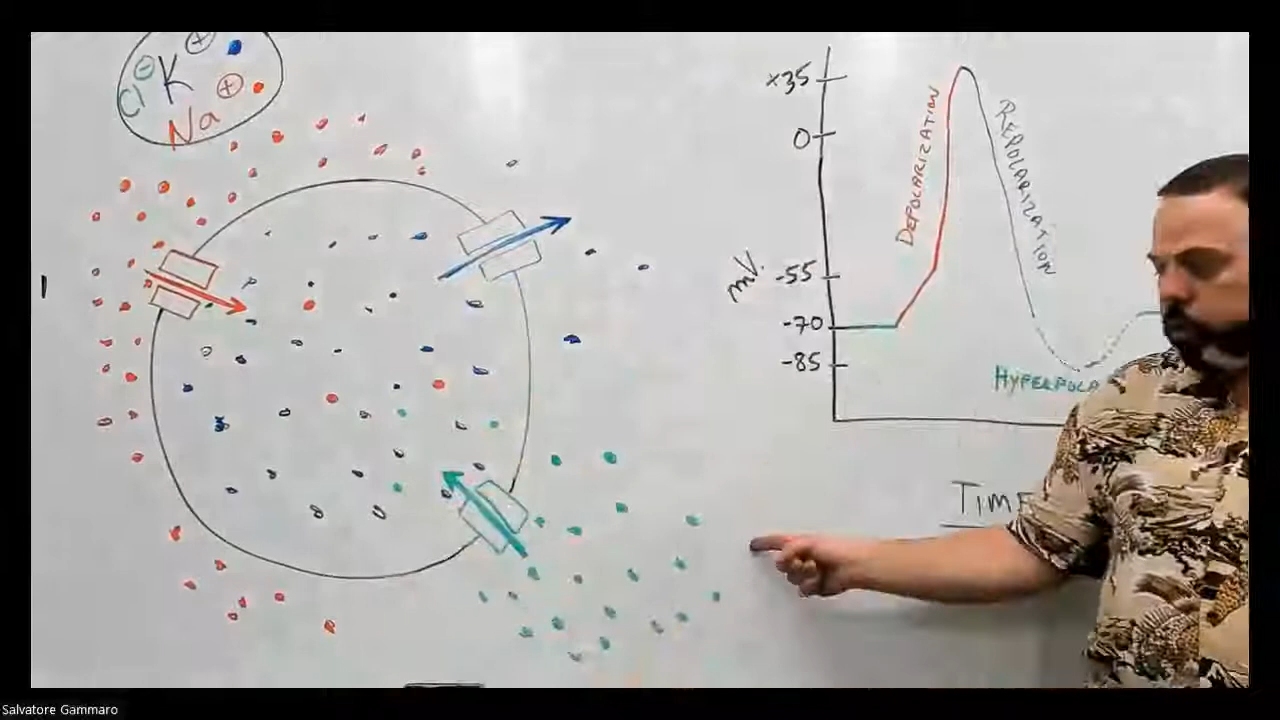 Cl⊖
K⊕
Na⊕
+35
0
-55
-70
-85
mV.
DEPOLARIZATION
REPOLARIZATION
HYPERPOLA
TIME
Salvatore Gammaro